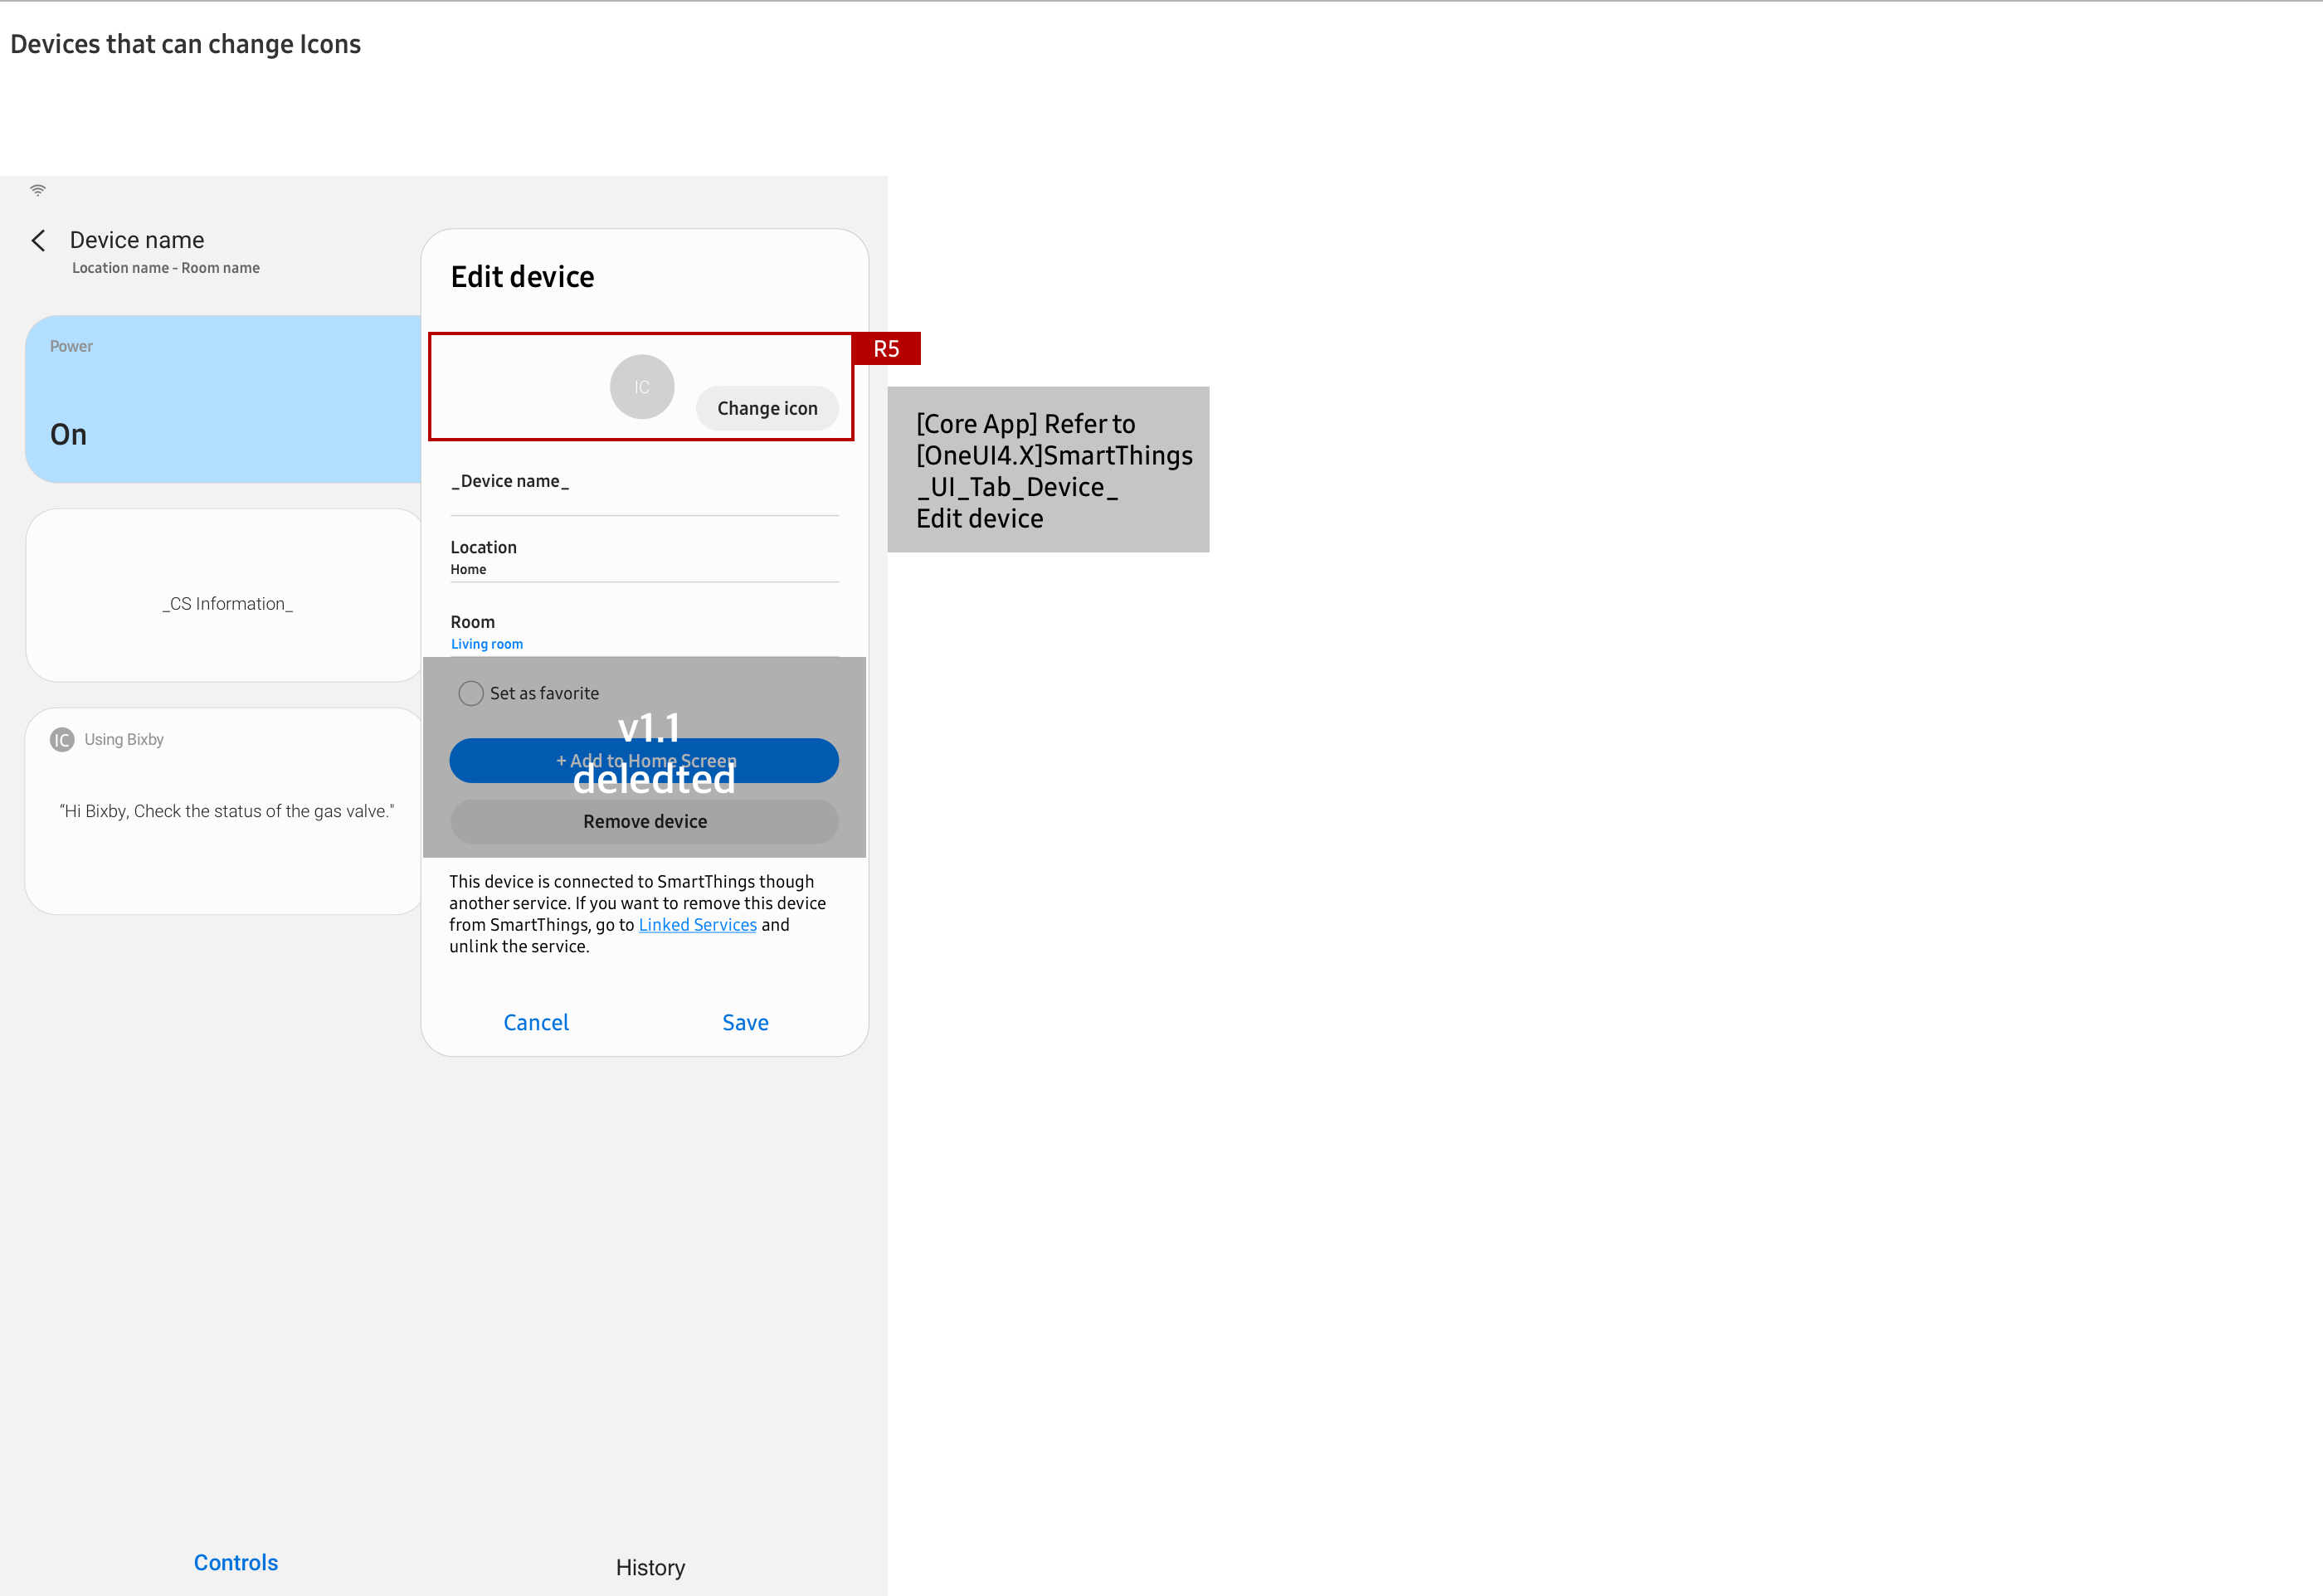 Devices that can change Icons
Device name
Location name - Room name
Power
On
_CS Information_
IC Using Bixby
“Hi Bixby, Check the status of the gas valve."
Edit device
R5
IC
Change icon
_Device name_
Location
Home
Room
Living room
Set as favorite
v1.1
+ Add to Home Screen
deledted
Remove device
This device is connected to SmartThings though
another service. If you want to remove this device
from SmartThings, go to Linked Services and
unlink the service.
Cancel Save
[Core App] Refer to
[OneUI4.X]SmartThings
_UI_Tab_Device_
Edit device
Controls
History